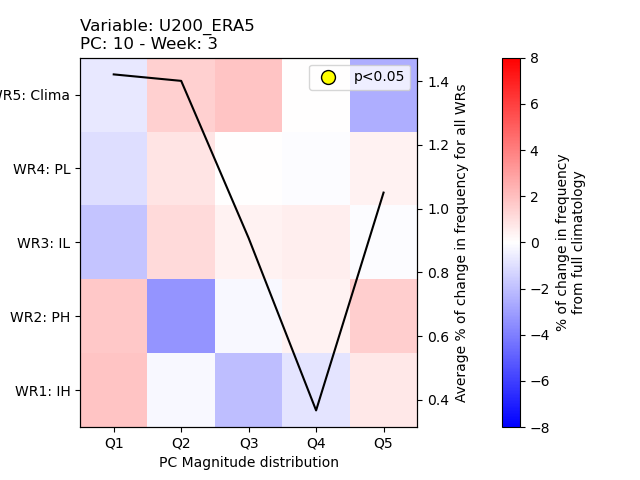 Variable: U200_ERA5
PC: 10 - Week: 3
p<0.05
WR5: Clima
WR4: PL
WR3: IL
WR2: PH
WR1: IH
Q1 Q2 Q3 Q4 Q5
PC Magnitude distribution
1.4
1.2
1.0
0.8
0.6
0.4
Average % of change in frequency for all WRs
8
6
4
2
0
−2
−4
−6
−8
% of change in frequency
from full climatology